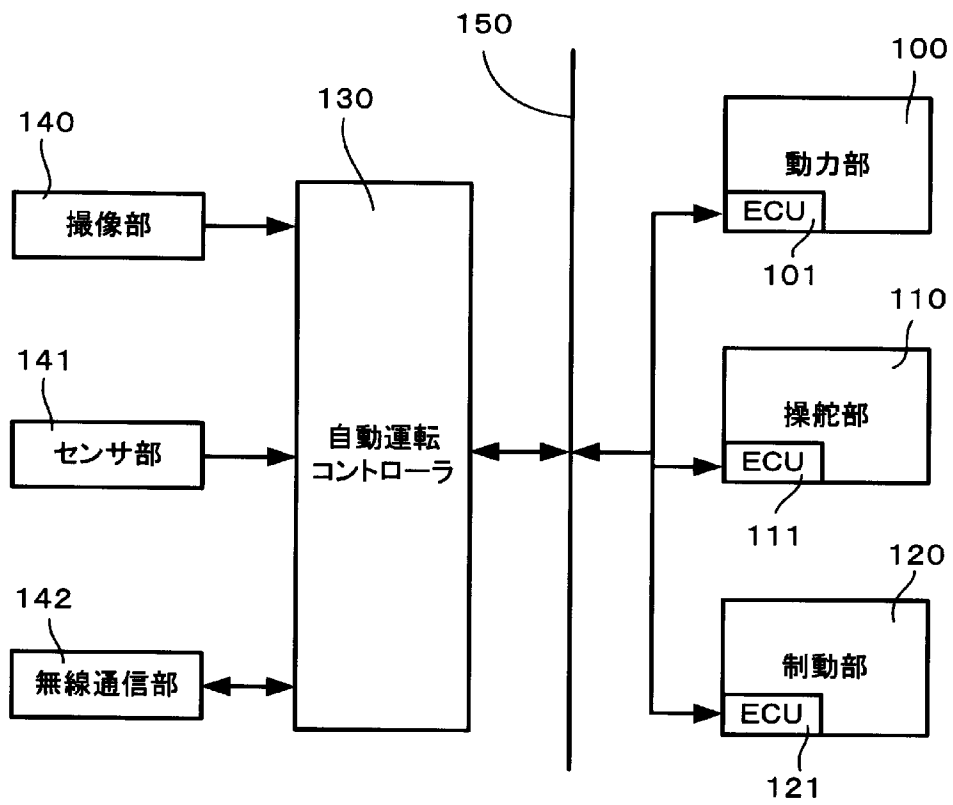 150
100
130
140
動力部
撮像部
ECU
101
110
141
操舵部
自動運転
コントローラ
センサ部
ECU
111
120
142
制動部
無線通信部
ECU
121